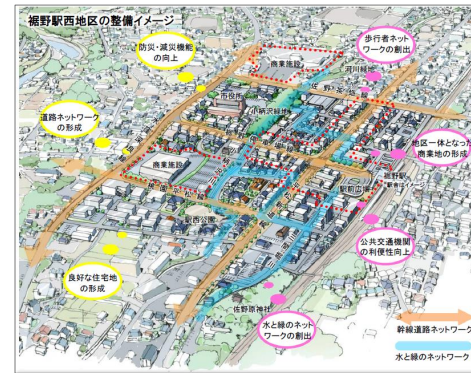 裾野駅西地区の整備イメージ
防災・減災機能
の向上
歩行者ネット
ワークの創出
商業施設
河川緑地
市役所
小柄沢緑地
道路ネットワーク
の形成
地区一体となった
商業地の形成
商業施設
裾野駅
駅前広場
駅西公園
公共交通機関
の利便性向上
良好な住宅地
の形成
佐野原神社
水と緑のネット
ワークの創出
幹線道路ネットワーク
水と緑のネットワーク